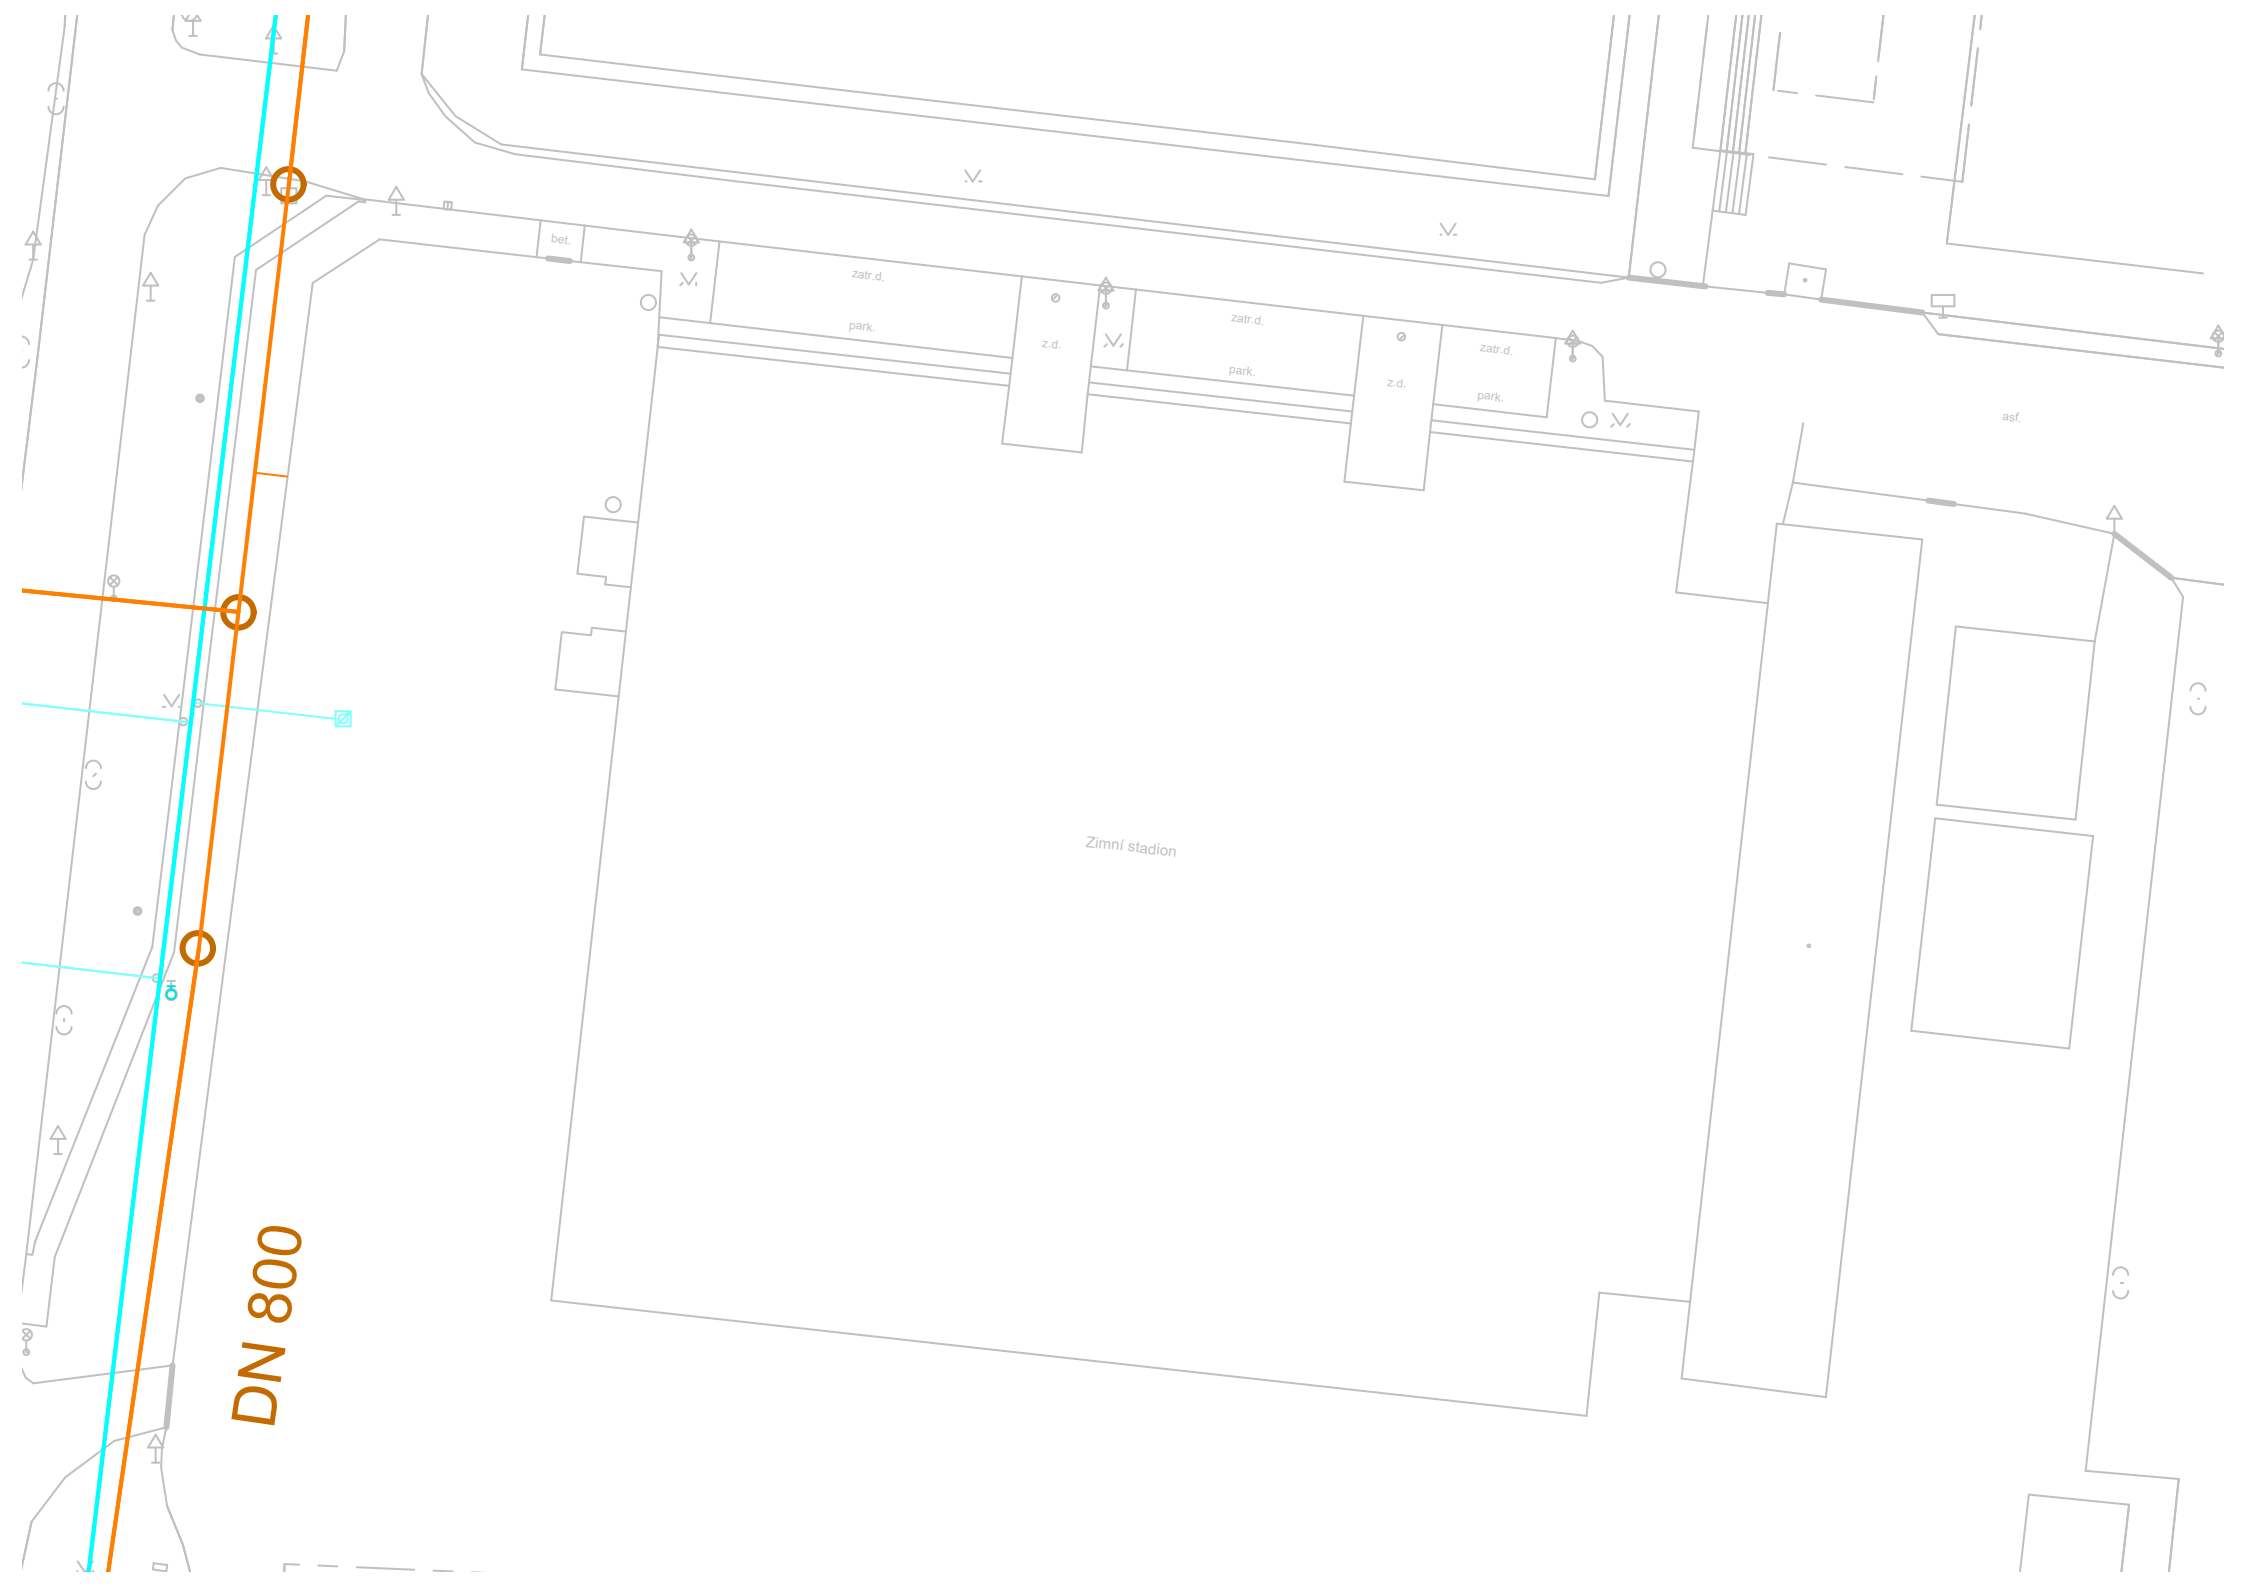 bet.
zatr.d.
park.
z.d.
zatr.d.
park.
z.d.
zatr.d.
park.
asf.
Zimní stadion
DN 800